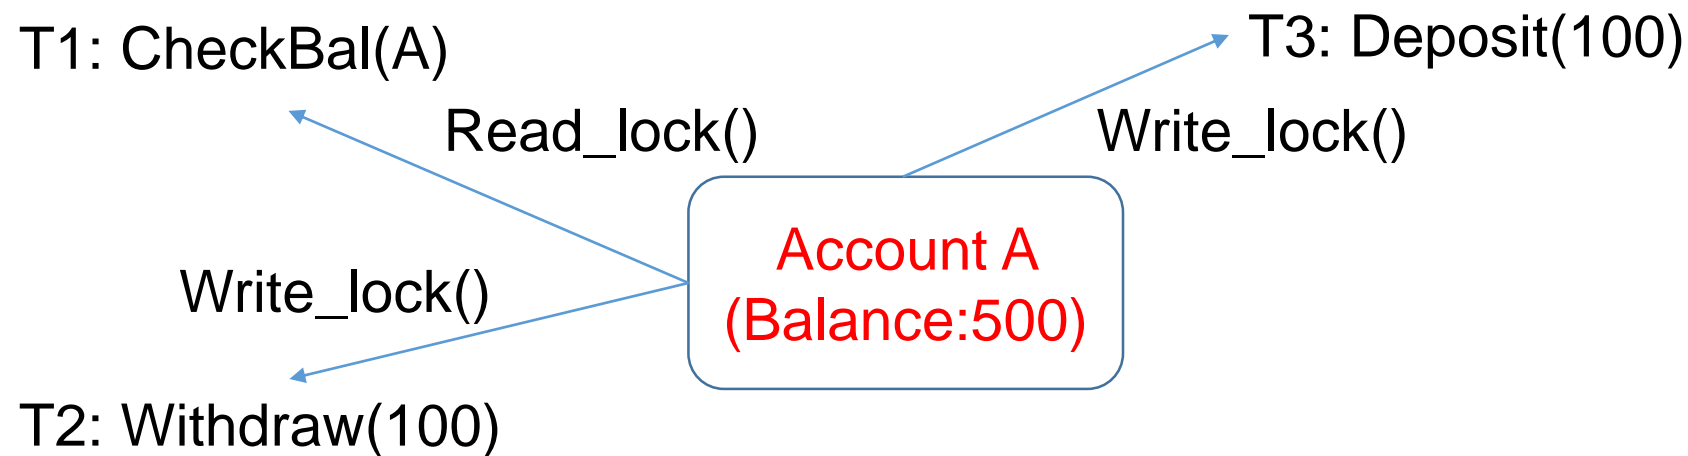 T1: CheckBal(A)
T3: Deposit(100)
Read_lock()
Write_lock()
Account A
(Balance:500)
Write_lock()
T2: Withdraw(100)